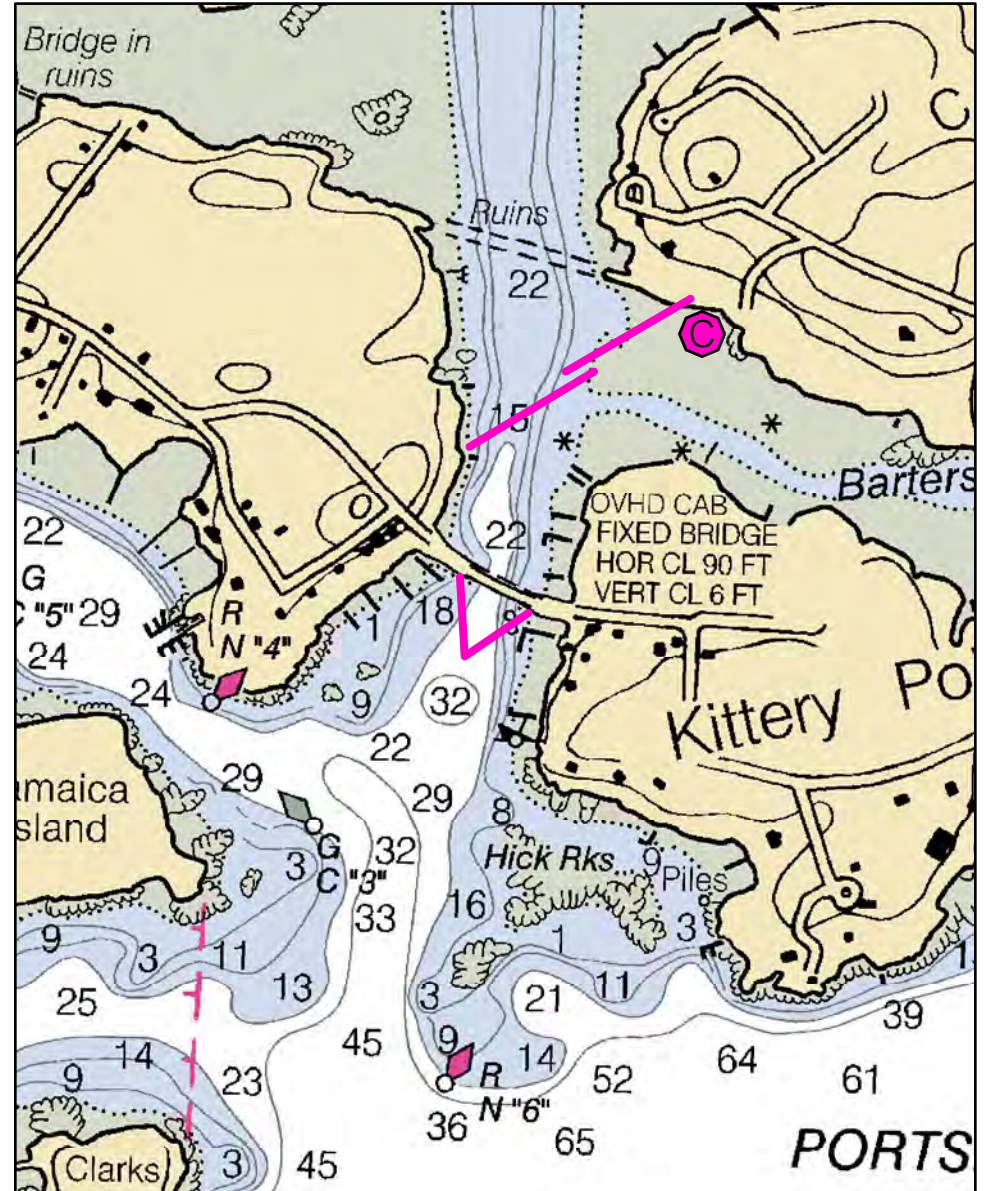 Bridge in
ruins
C
Ruins
22
C
15
Barters
OVHD CAB
FIXED BRIDGE
HOR CL 90 FT
VERT CL 6 FT
22
22
G
C "5"
29
R
N "4"
1
18
8
24
24
9
32
22
Kittery Po
29
amaica
sland
29
8
G
C "3"
3
32
Hick Rks
9
Piles
33
16
9
3
11
13
1
3
25
3
21
11
39
1
45
9
14
64
14
9
23
R
N "6"
52
61
36
65
PORTS
(Clarks)
3
45